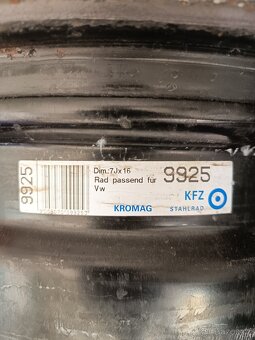 9925
Dim.:7Jx16
Rad passend für
Vw
9925
KFZ
KROMAG
STAHLRAD